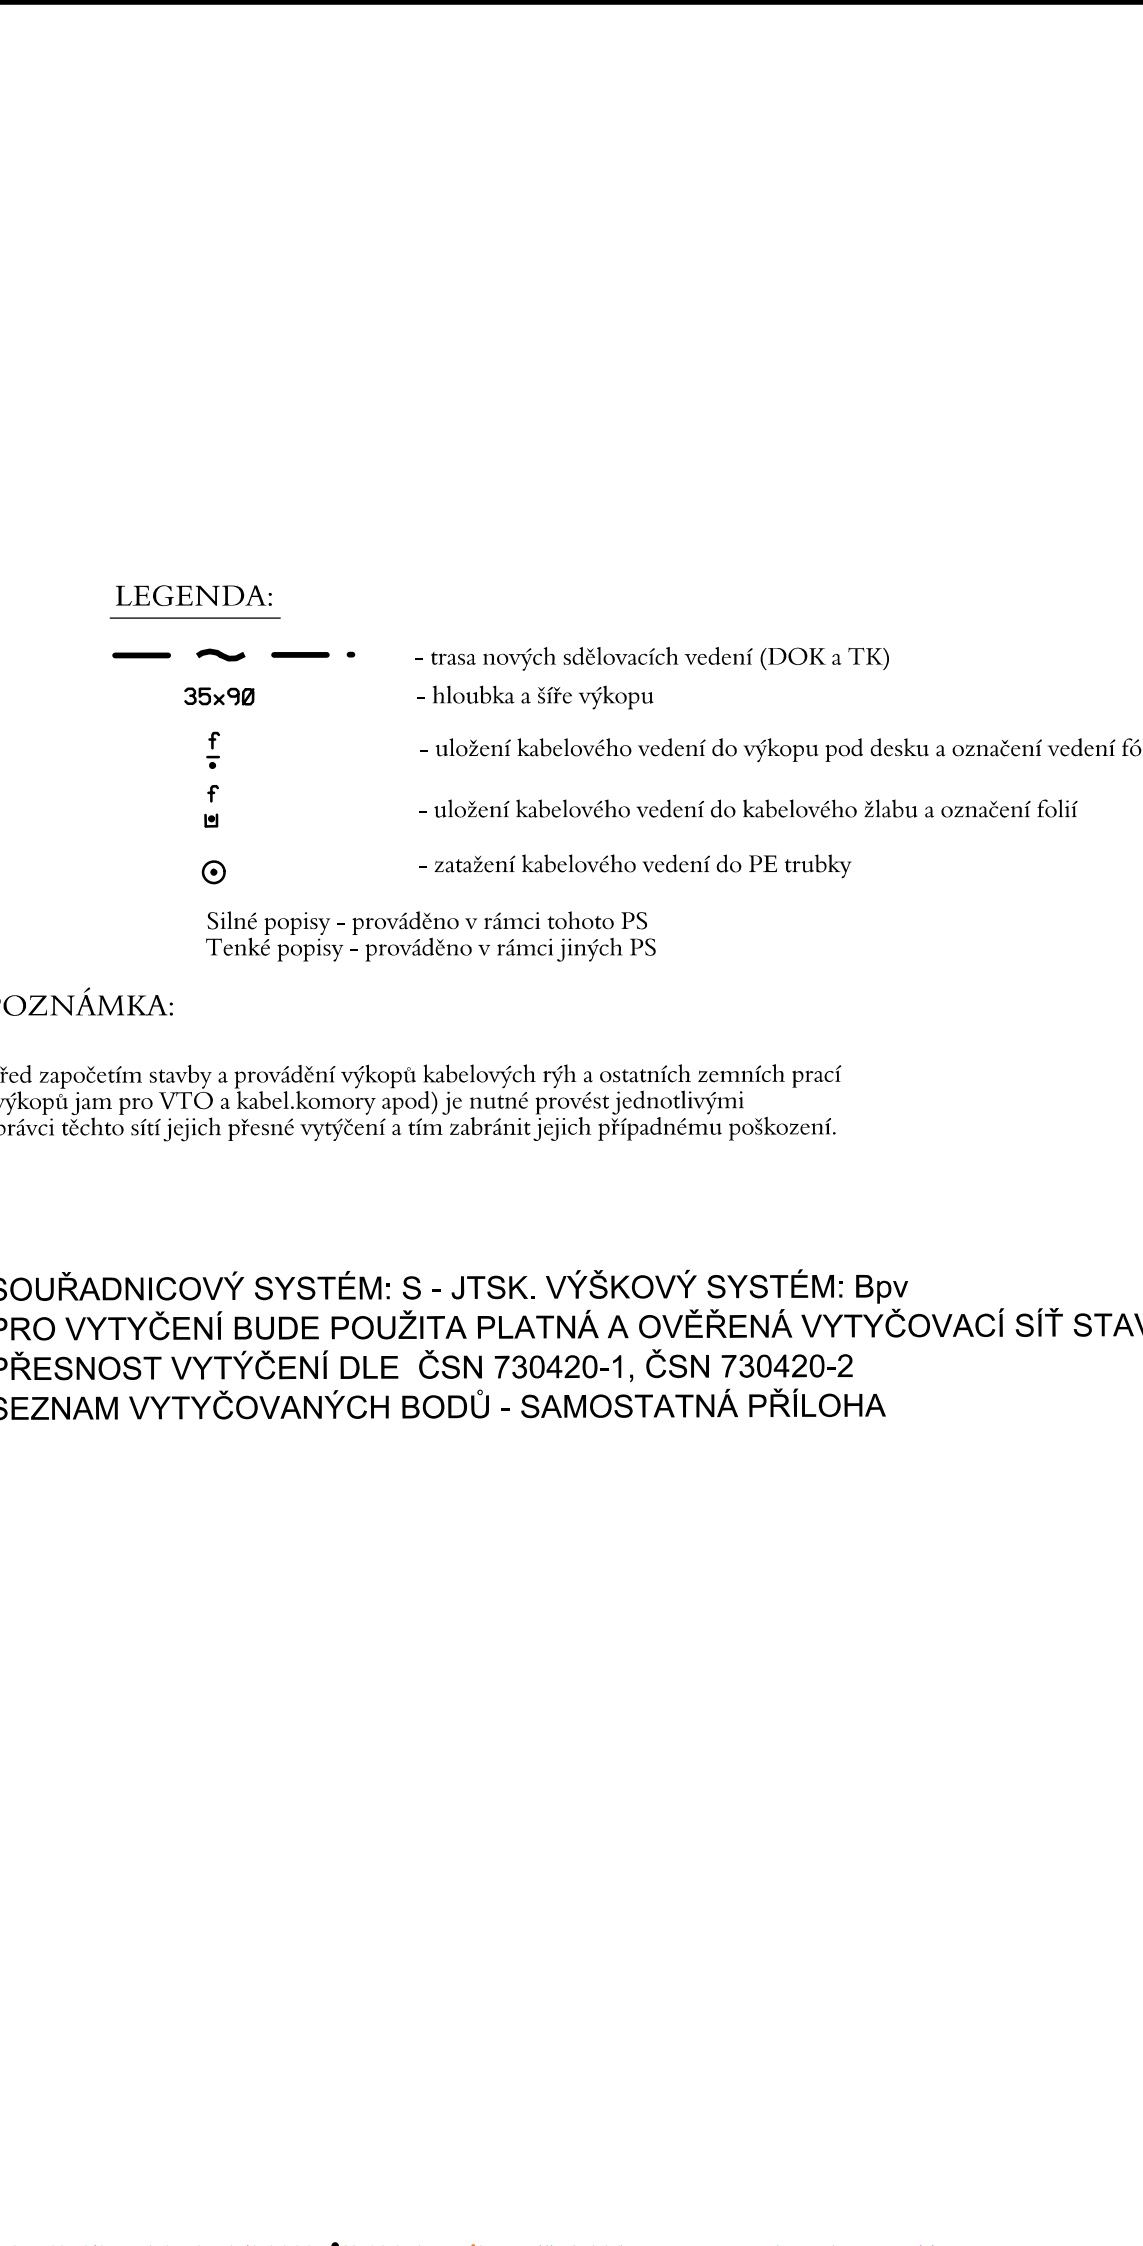 LEGENDA:
- trasa nových sdělovacích vedení (DOK a TK)
35x90 - hloubka a šíře výkopu
f - uložení kabelového vedení do výkopu pod desku a označení vedení fó
f - uložení kabelového vedení do kabelového žlabu a označení folií
- zatažení kabelového vedení do PE trubky
Silné popisy - prováděno v rámci tohoto PS
Tenké popisy - prováděno v rámci jiných PS
POZNÁMKA:
řed započetím stavby a provádění výkopů kabelových rýh a ostatních zemních prací
výkopů jam pro VTO a kabel.komory apod) je nutné provést jednotlivými
právci těchto sítí jejich přesné vytýčení a tím zabránit jejich případnému poškození.
SOUŘADNICOVÝ SYSTÉM: S - JTSK. VÝŠKOVÝ SYSTÉM: Bpv
PRO VYTYČENÍ BUDE POUŽITA PLATNÁ A OVĚŘENÁ VYTYČOVACÍ SÍŤ STAV
PŘESNOST VYTÝČENÍ DLE ČSN 730420-1, ČSN 730420-2
SEZNAM VYTYČOVANÝCH BODŮ - SAMOSTATNÁ PŘÍLOHA